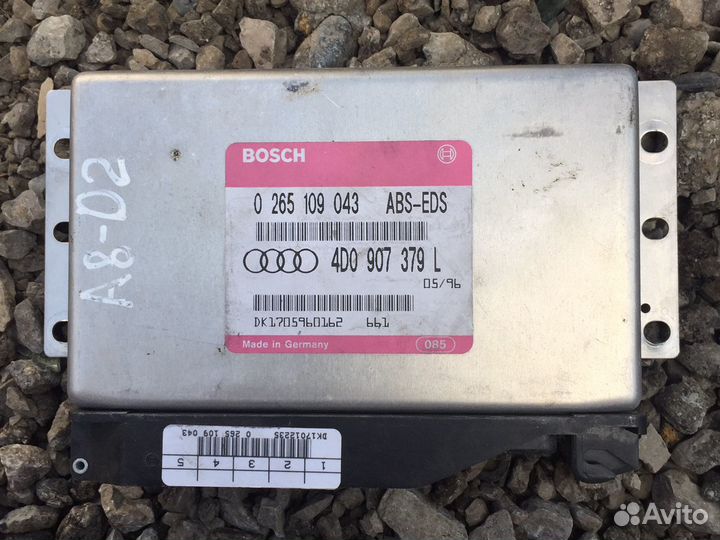 BOSCH
0 265 109 043 ABS-EDS
4D0 907 379 L
05/96
DK1705960162 661
Made in Germany 085
A8-D2
DK17012235
0 265 109 043
1 2 3 4 5
Avito